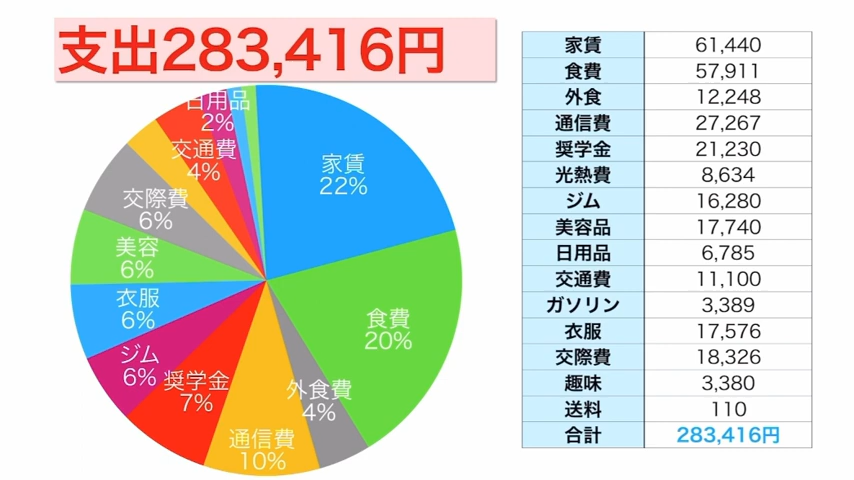 支出283,416円
日用品
2%
交通費
4%
家賃
22%
交際費
6%
美容
6%
衣服
6%
食費
20%
ジム
6%
奨学金
7%
外食費
4%
通信費
10%
家賃 61,440
食費 57,911
外食 12,248
通信費 27,267
奨学金 21,230
光熱費 8,634
ジム 16,280
美容品 17,740
日用品 6,785
交通費 11,100
ガソリン 3,389
衣服 17,576
交際費 18,326
趣味 3,380
送料 110
合計 283,416円